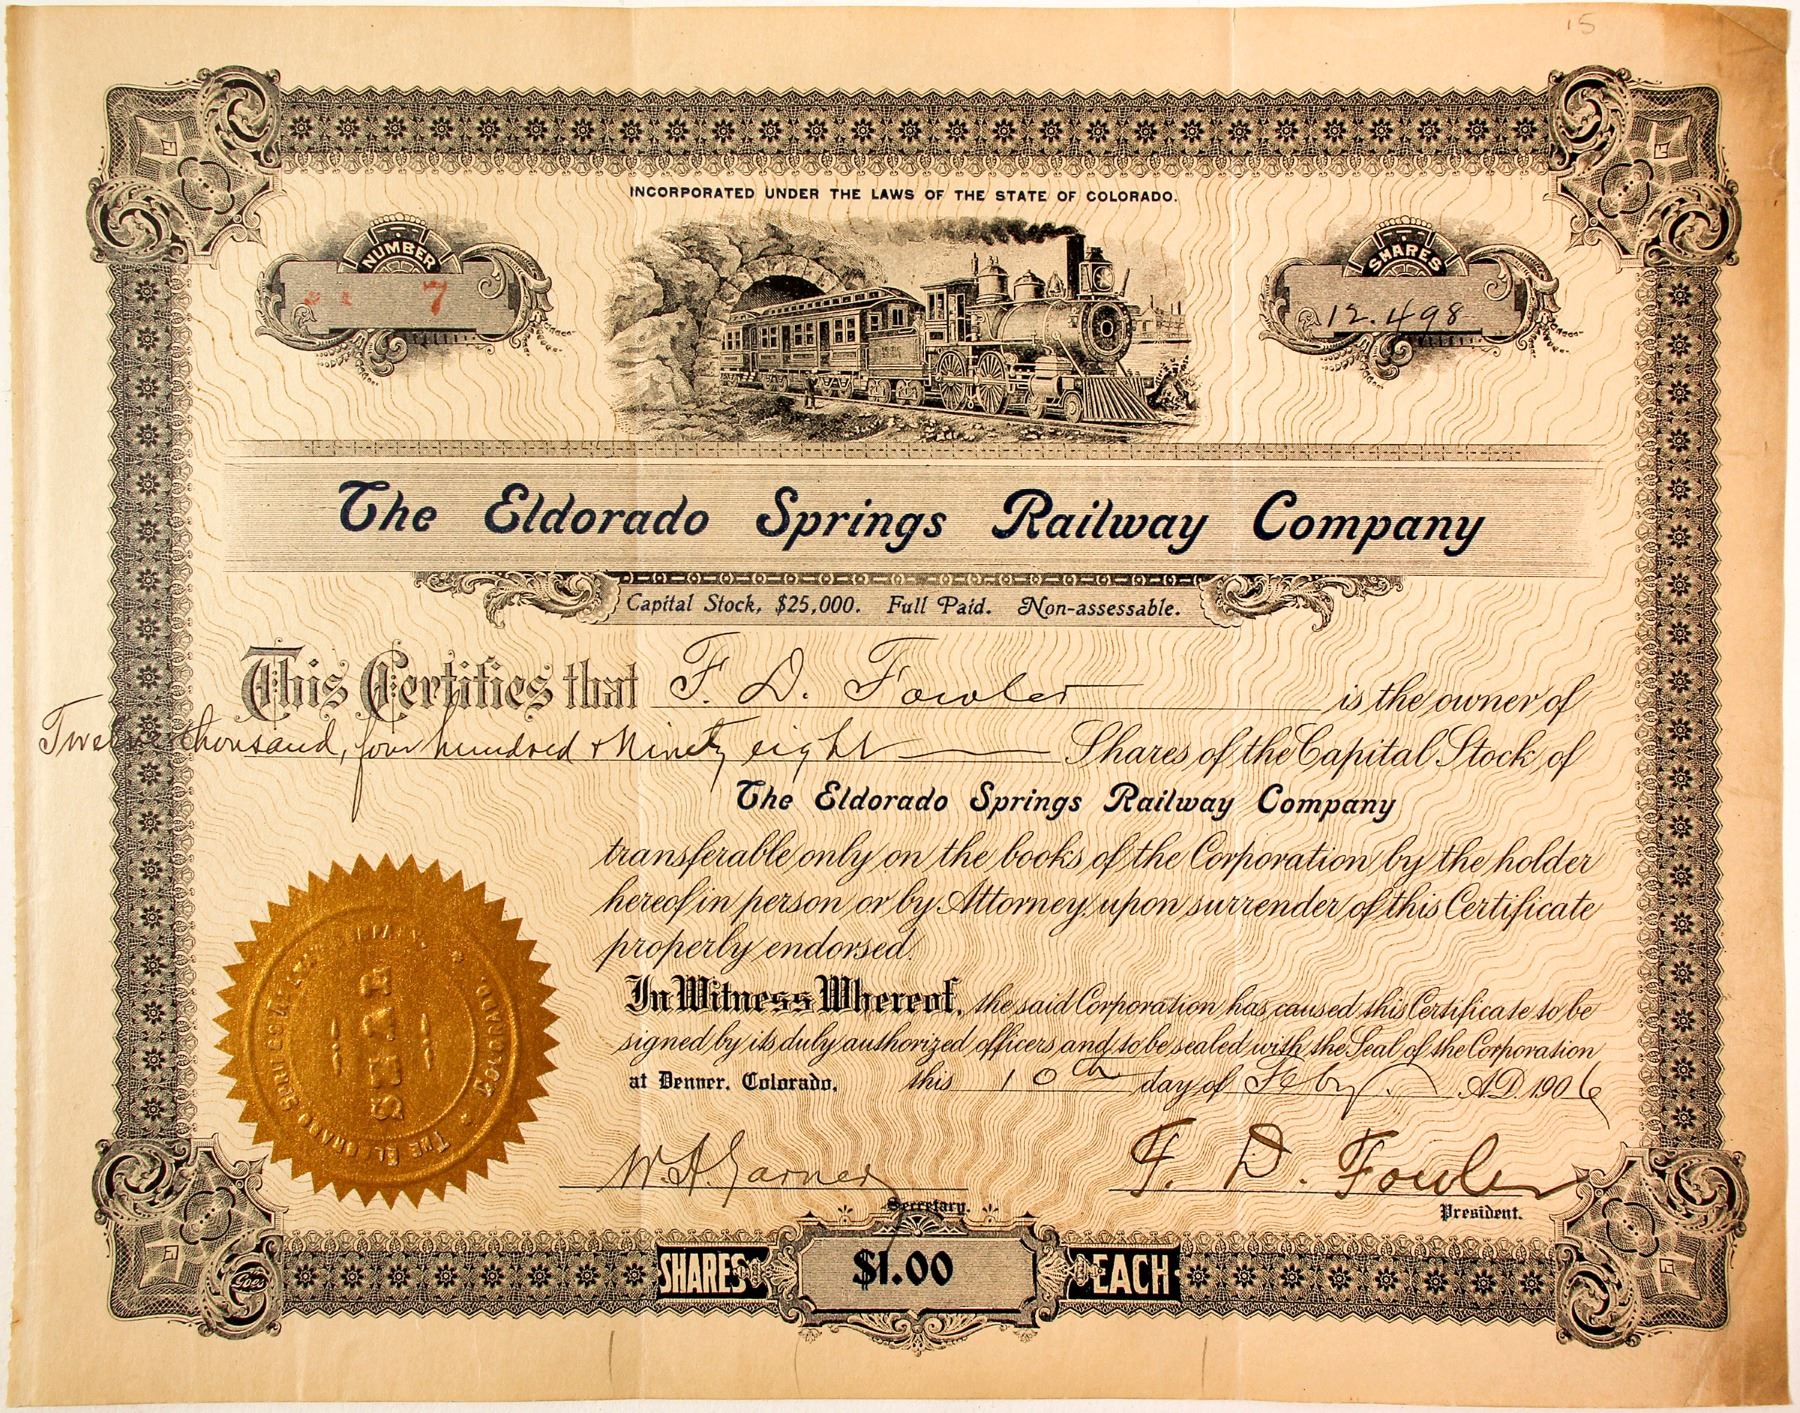 15
INCORPORATED UNDER THE LAWS OF THE STATE OF COLORADO.
NUMBER
7
SHARES
12.498
The Eldorado Springs Railway Company
Capital Stock, $25,000. Full Paid. Non-assessable.
This Certifies that F. D. Fowler is the owner of
Twelve thousand, four hundred & Ninety eight Shares of the Capital Stock of
The Eldorado Springs Railway Company
transferable only on the books of the Corporation by the holder
hereof in person or by Attorney, upon surrender of this Certificate
properly endorsed.
In Witness Whereof, the said Corporation has caused this Certificate to be
signed by its duly authorized officers and to be sealed with the Seal of the Corporation
at Denver, Colorado, this 10th day of Feby. A.D. 1906
SEAL
W. A. Garner
Secretary.
F. D. Fowler
President.
Goes
SHARES $1.00 EACH